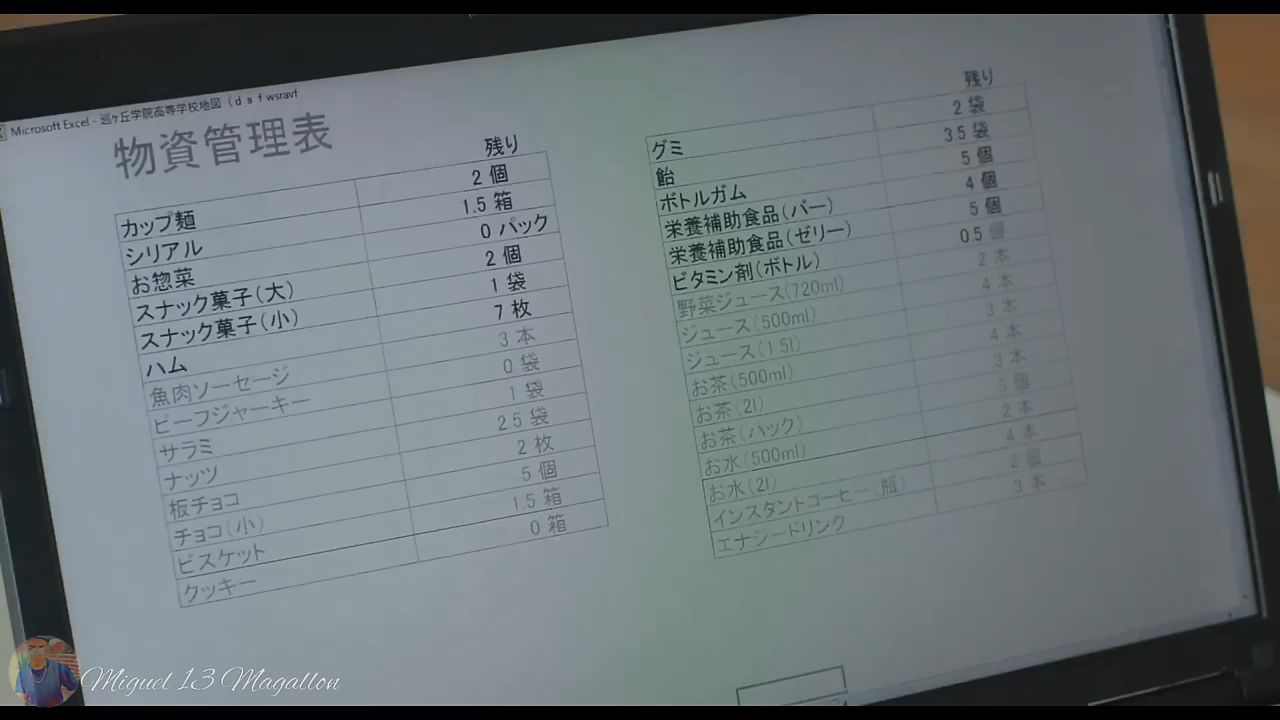 Microsoft Excel - 巡ヶ丘学院高等学校地図 (ｄｓｆwsravf
物資管理表
残り
カップ麺 2 個
シリアル 1.5 箱
お惣菜 0 パック
スナック菓子(大) 2 個
スナック菓子(小) 1 袋
ハム 7 枚
魚肉ソーセージ 3 本
ビーフジャーキー 0 袋
サラミ 1 袋
ナッツ 2.5 袋
板チョコ 2 枚
チョコ(小) 5 個
ビスケット 1.5 箱
クッキー 0 箱
残り
グミ 2 袋
飴 3.5 袋
ボトルガム 5 個
栄養補助食品(バー) 4 個
栄養補助食品(ゼリー) 5 個
ビタミン剤(ボトル) 0.5 個
野菜ジュース(720ml) 2 本
ジュース(500ml) 4 本
ジュース(1.5l) 3 本
お茶(500ml) 4 本
お茶(2l) 3 本
お茶(パック) 5 個
お水(500ml) 2 本
お水(2l) 4 本
インスタントコーヒー(瓶) 2 個
エナジードリンク 3 本
Miguel 13 Magallon